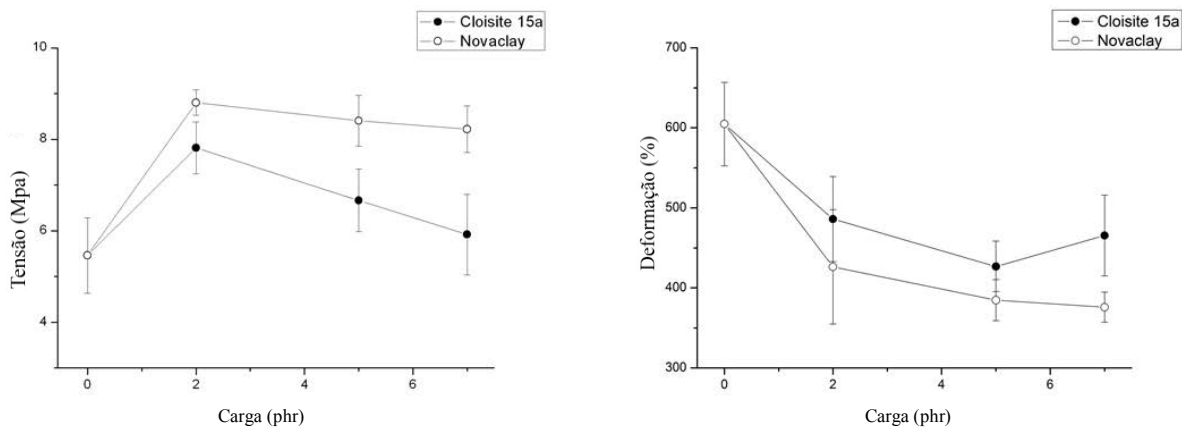 Cloisite 15a
Novaclay
10
8
6
4
Tensão (Mpa)
0 2 4 6
Carga (phr)
Cloisite 15a
Novaclay
700
600
500
400
300
Deformação (%)
0 2 4 6
Carga (phr)